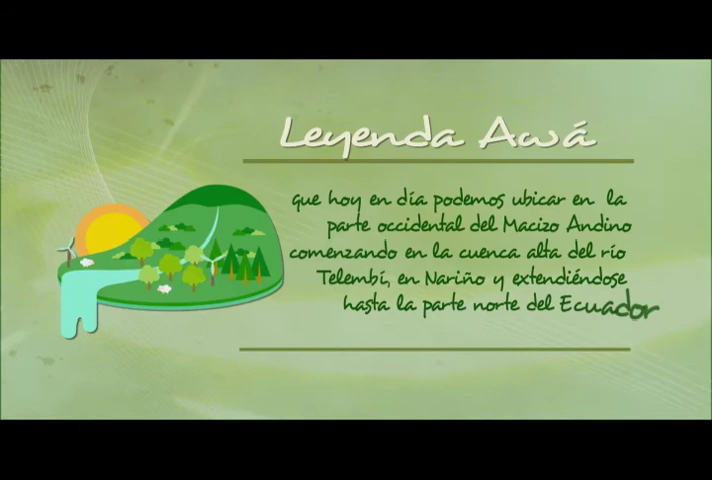 Leyenda Awá
que hoy en día podemos ubicar en la
parte occidental del Macizo Andino
comenzando en la cuenca alta del río
Telembí, en Nariño y extendiéndose
hasta la parte norte del Ecuador